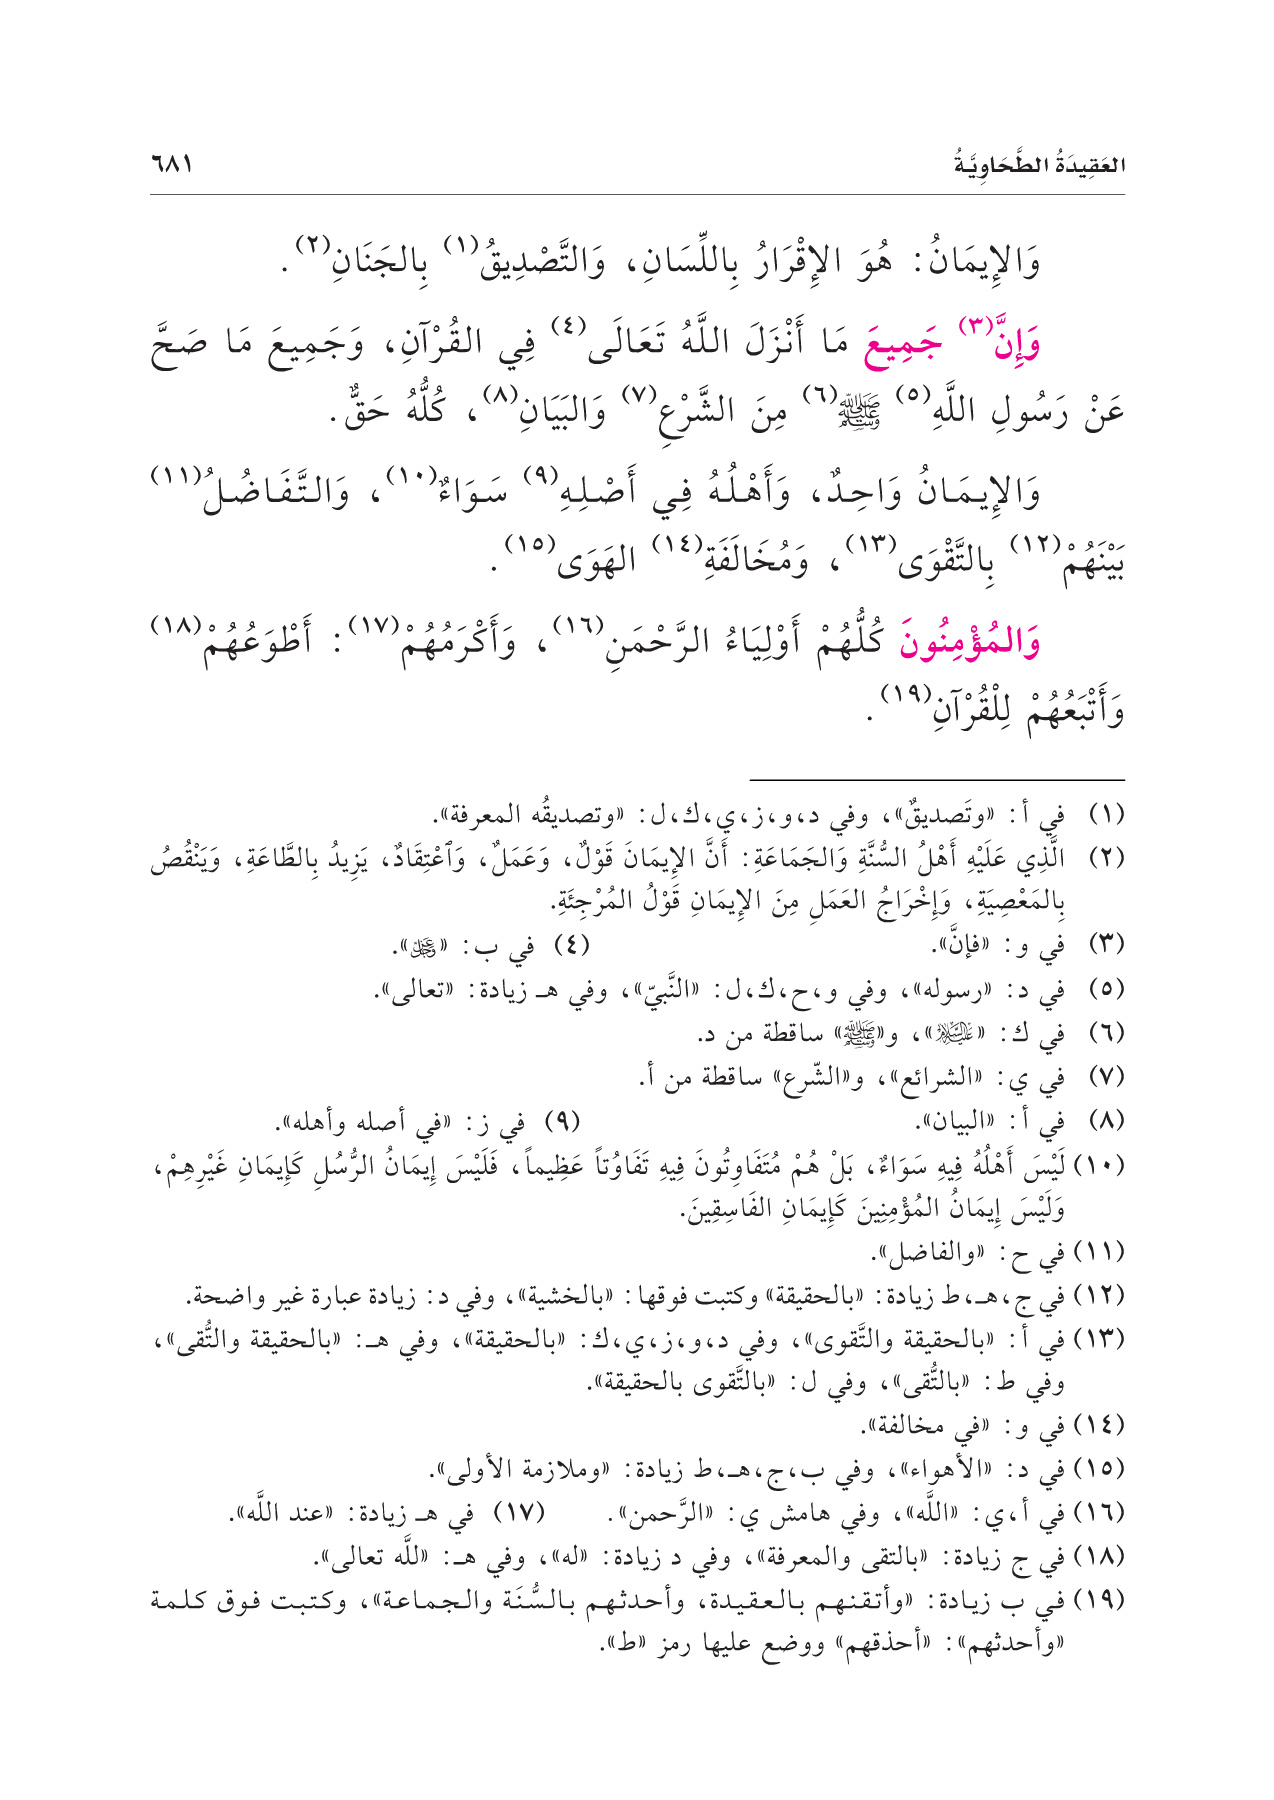 العَقِيدَةُ الطَّحَاوِيَّةُ ٦٨١
وَالإِيمَانُ: هُوَ الإِقْرَارُ بِاللِّسَانِ، وَالتَّصْدِيقُ(١) بِالجَنَانِ(٢).
وَإِنَّ(٣) جَمِيعَ مَا أَنْزَلَ اللَّهُ تَعَالَى(٤) فِي القُرْآنِ، وَجَمِيعَ مَا صَحَّ
عَنْ رَسُولِ اللَّهِ(٥) ﷺ(٦) مِنَ الشَّرْعِ(٧) وَالبَيَانِ(٨)، كُلُّهُ حَقٌّ.
وَالإِيمَانُ وَاحِدٌ، وَأَهْلُهُ فِي أَصْلِهِ(٩) سَوَاءٌ(١٠)، وَالتَّفَاضُلُ(١١)
بَيْنَهُمْ(١٢) بِالتَّقْوَى(١٣)، وَمُخَالَفَةِ(١٤) الهَوَى(١٥).
وَالمُؤْمِنُونَ كُلُّهُمْ أَوْلِيَاءُ الرَّحْمَنِ(١٦)، وَأَكْرَمُهُمْ(١٧): أَطْوَعُهُمْ(١٨)
وَأَتْبَعُهُمْ لِلْقُرْآنِ(١٩).
(١) في أ: «وتَصديقٌ»، وفي د،و،ز،ي،ك،ل: «وتصديقُه المعرفة».
(٢) الَّذِي عَلَيْهِ أَهْلُ السُّنَّةِ وَالجَمَاعَةِ: أَنَّ الإِيمَانَ قَوْلٌ، وَعَمَلٌ، وَٱعْتِقَادٌ، يَزِيدُ بِالطَّاعَةِ، وَيَنْقُصُ
بِالمَعْصِيَةِ، وَإِخْرَاجُ العَمَلِ مِنَ الإِيمَانِ قَوْلُ المُرْجِئَةِ.
(٣) في و: «فإنَّ». (٤) في ب: «عَزَّ وَجَلَّ».
(٥) في د: «رسوله»، وفي و،ح،ك،ل: «النَّبيّ»، وفي هـ زيادة: «تعالى».
(٦) في ك: «عَلَيْهِ السَّلَامُ»، و«ﷺ» ساقطة من د.
(٧) في ي: «الشرائع»، و«الشّرع» ساقطة من أ.
(٨) في أ: «البيان». (٩) في ز: «في أصله وأهله».
(١٠) لَيْسَ أَهْلُهُ فِيهِ سَوَاءٌ، بَلْ هُمْ مُتَفَاوِتُونَ فِيهِ تَفَاوُتاً عَظِيماً، فَلَيْسَ إِيمَانُ الرُّسُلِ كَإِيمَانِ غَيْرِهِمْ،
وَلَيْسَ إِيمَانُ المُؤْمِنِينَ كَإِيمَانِ الفَاسِقِينَ.
(١١) في ح: «والفاضل».
(١٢) في ج،هـ،ط زيادة: «بالحقيقة» وكتبت فوقها: «بالخشية»، وفي د: زيادة عبارة غير واضحة.
(١٣) في أ: «بالحقيقة والتَّقوى»، وفي د،و،ز،ي،ك: «بالحقيقة»، وفي هـ: «بالحقيقة والتُّقى»،
وفي ط: «بالتُّقى»، وفي ل: «بالتَّقوى بالحقيقة».
(١٤) في و: «في مخالفة».
(١٥) في د: «الأهواء»، وفي ب،ج،هـ،ط زيادة: «وملازمة الأولى».
(١٦) في أ،ي: «اللَّه»، وفي هامش ي: «الرَّحمن». (١٧) في هـ زيادة: «عند اللَّه».
(١٨) في ج زيادة: «بالتقى والمعرفة»، وفي د زيادة: «له»، وفي هـ: «للَّه تعالى».
(١٩) في ب زيادة: «وأتقنهم بالعقيدة، وأحدثهم بالسُّنَة والجماعة»، وكتبت فوق كلمة
«وأحدثهم»: «أحذقهم» ووضع عليها رمز «ط».